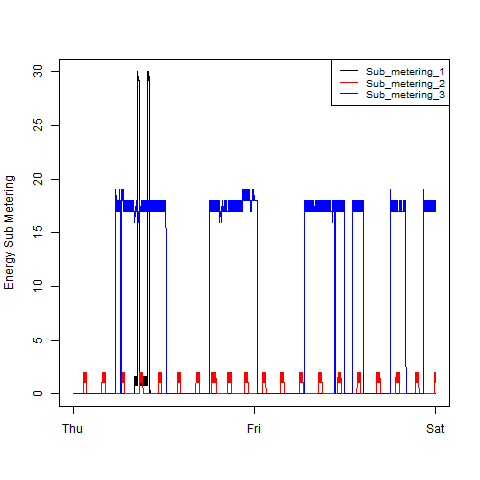 Sub_metering_1
Sub_metering_2
Sub_metering_3
Energy Sub Metering
30
25
20
15
10
5
0
Thu Fri Sat